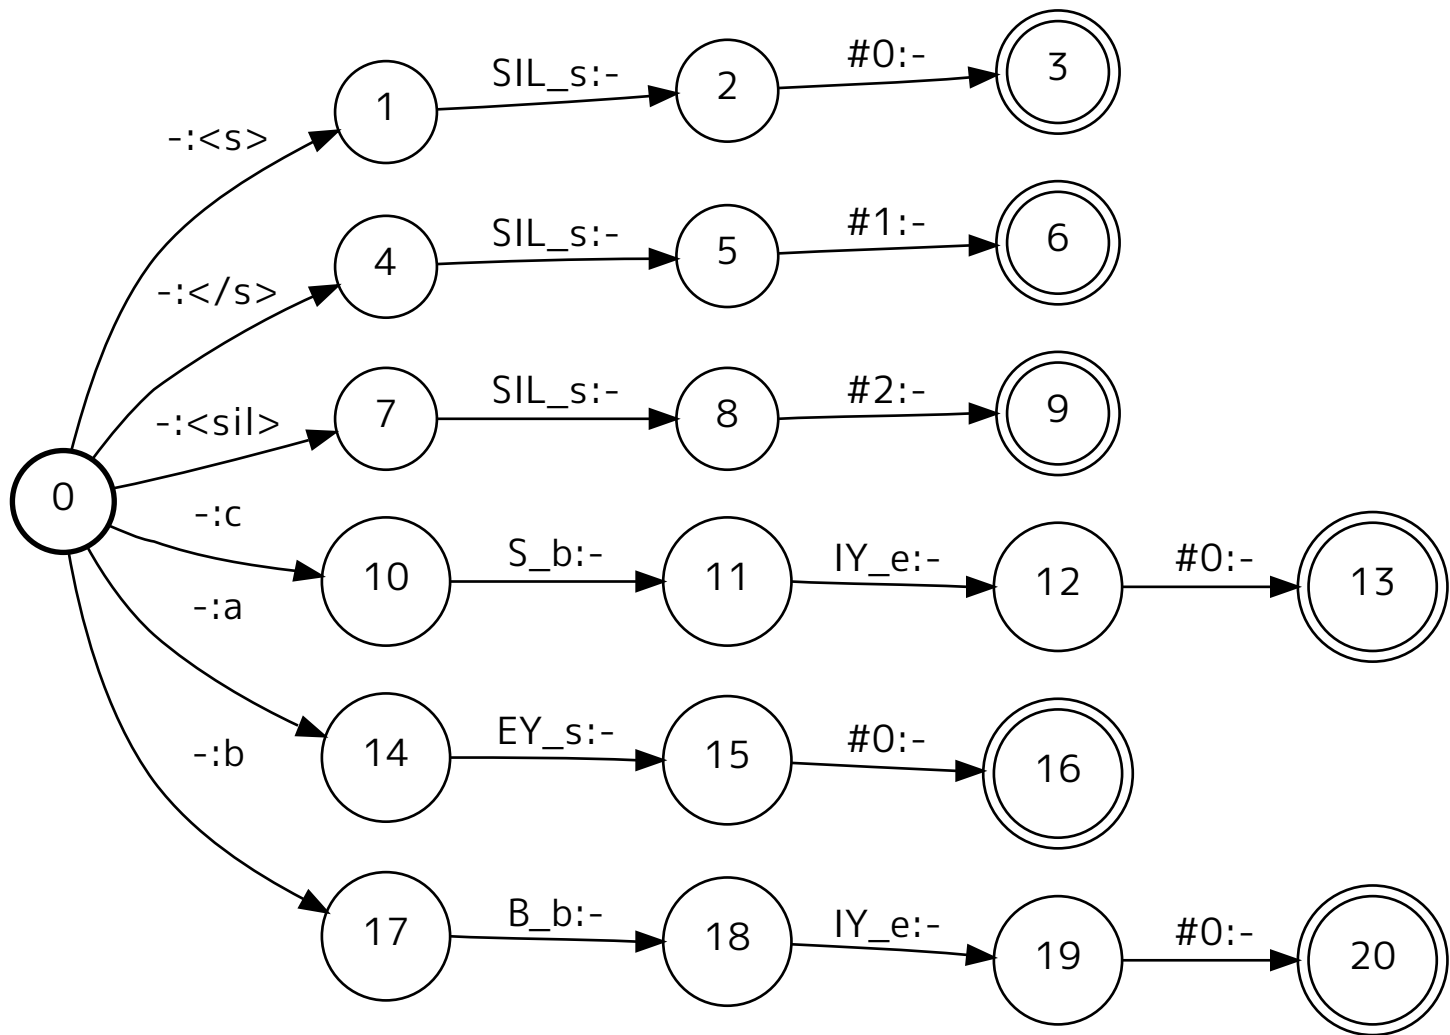 -:<s>
1
SIL_s:-
2
#0:-
3
-:</s>
4
SIL_s:-
5
#1:-
6
-:<sil>
7
SIL_s:-
8
#2:-
9
0
-:c
10
S_b:-
11
IY_e:-
12
#0:-
13
-:a
14
EY_s:-
15
#0:-
16
-:b
17
B_b:-
18
IY_e:-
19
#0:-
20